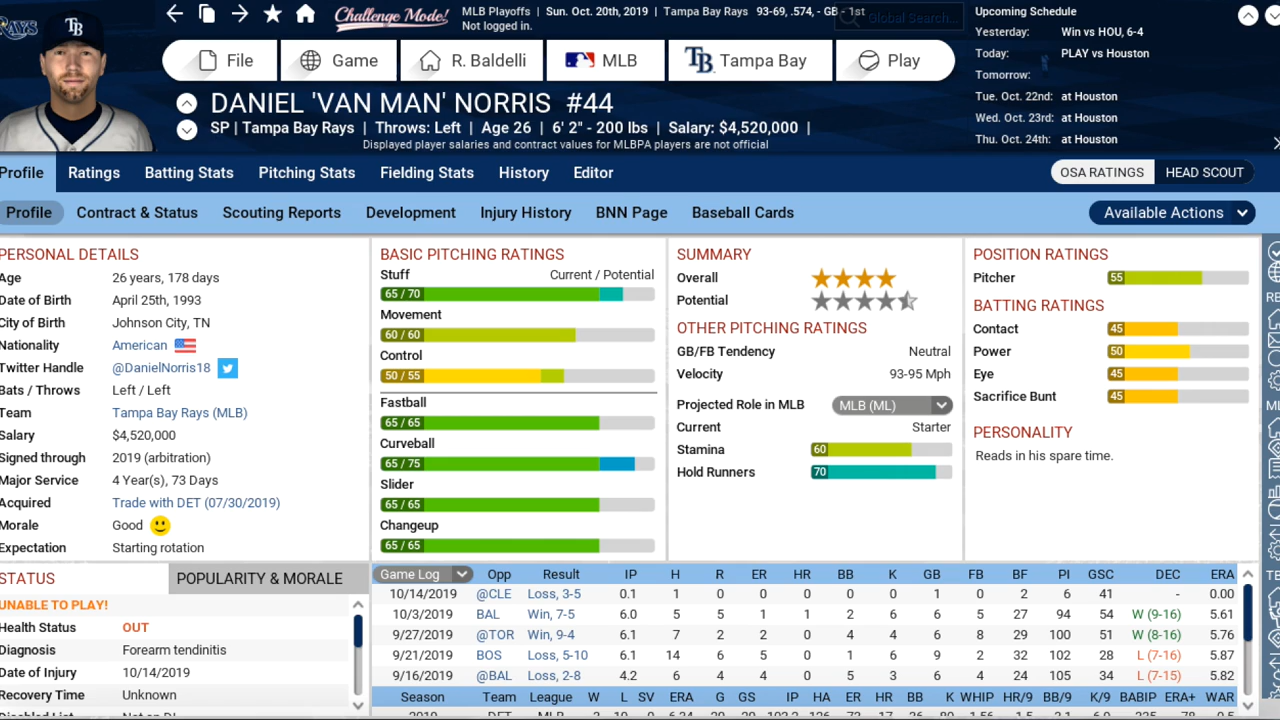 RAYS
TB
Challenge Mode!
MLB Playoffs | Sun. Oct. 20th, 2019 | Tampa Bay Rays 93-69, .574, - GB - 1st
Not logged in.
Global Search...
Upcoming Schedule
Yesterday: Win vs HOU, 6-4
Today: PLAY vs Houston
Tomorrow:
Tue. Oct. 22nd: at Houston
Wed. Oct. 23rd: at Houston
Thu. Oct. 24th: at Houston
File
Game
R. Baldelli
MLB
TB Tampa Bay
Play
DANIEL 'VAN MAN' NORRIS #44
SP | Tampa Bay Rays | Throws: Left | Age 26 | 6' 2" - 200 lbs | Salary: $4,520,000 |
Displayed player salaries and contract values for MLBPA players are not official
Profile Ratings Batting Stats Pitching Stats Fielding Stats History Editor
OSA RATINGS HEAD SCOUT
Profile Contract & Status Scouting Reports Development Injury History BNN Page Baseball Cards
Available Actions
PERSONAL DETAILS
Age 26 years, 178 days
Date of Birth April 25th, 1993
City of Birth Johnson City, TN
Nationality American
Twitter Handle @DanielNorris18
Bats / Throws Left / Left
Team Tampa Bay Rays (MLB)
Salary $4,520,000
Signed through 2019 (arbitration)
Major Service 4 Year(s), 73 Days
Acquired Trade with DET (07/30/2019)
Morale Good
Expectation Starting rotation
BASIC PITCHING RATINGS
Stuff Current / Potential
65 / 70
Movement
60 / 60
Control
50 / 55
Fastball
65 / 65
Curveball
65 / 75
Slider
65 / 65
Changeup
65 / 65
SUMMARY
Overall
Potential
OTHER PITCHING RATINGS
GB/FB Tendency Neutral
Velocity 93-95 Mph
Projected Role in MLB MLB (ML)
Current Starter
Stamina 60
Hold Runners 70
POSITION RATINGS
Pitcher 55
BATTING RATINGS
Contact 45
Power 50
Eye 45
Sacrifice Bunt 45
PERSONALITY
Reads in his spare time.
STATUS
POPULARITY & MORALE
UNABLE TO PLAY!
Health Status OUT
Diagnosis Forearm tendinitis
Date of Injury 10/14/2019
Recovery Time Unknown
Game Log Opp Result IP H R ER HR BB K GB FB BF PI GSC DEC ERA
10/14/2019 @CLE Loss, 3-5 0.1 1 0 0 0 0 0 1 0 2 6 41 - 0.00
10/3/2019 BAL Win, 7-5 6.0 5 5 1 1 2 6 6 5 27 94 54 W (9-16) 5.61
9/27/2019 @TOR Win, 9-4 6.1 7 2 2 0 4 4 6 8 29 100 51 W (8-16) 5.76
9/21/2019 BOS Loss, 5-10 6.1 14 6 5 0 1 6 9 2 32 102 28 L (7-16) 5.87
9/16/2019 @BAL Loss, 2-8 4.2 6 4 4 0 5 3 6 4 24 105 34 L (7-15) 5.82
Season Team League W L SV ERA G GS IP HA ER HR BB K WHIP HR/9 BB/9 K/9 BABIP ERA+ WAR